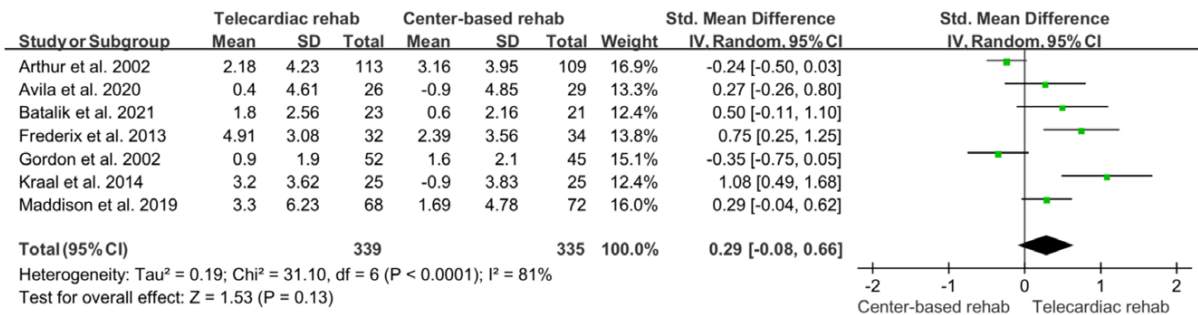 Telecardiac rehab Center-based rehab Std. Mean Difference Std. Mean Difference
Study or Subgroup Mean SD Total Mean SD Total Weight IV, Random, 95% CI IV, Random, 95% CI
Arthur et al. 2002 2.18 4.23 113 3.16 3.95 109 16.9% -0.24 [-0.50, 0.03]
Avila et al. 2020 0.4 4.61 26 -0.9 4.85 29 13.3% 0.27 [-0.26, 0.80]
Batalik et al. 2021 1.8 2.56 23 0.6 2.16 21 12.4% 0.50 [-0.11, 1.10]
Frederix et al. 2013 4.91 3.08 32 2.39 3.56 34 13.8% 0.75 [0.25, 1.25]
Gordon et al. 2002 0.9 1.9 52 1.6 2.1 45 15.1% -0.35 [-0.75, 0.05]
Kraal et al. 2014 3.2 3.62 25 -0.9 3.83 25 12.4% 1.08 [0.49, 1.68]
Maddison et al. 2019 3.3 6.23 68 1.69 4.78 72 16.0% 0.29 [-0.04, 0.62]
Total (95% CI) 339 335 100.0% 0.29 [-0.08, 0.66]
Heterogeneity: Tau² = 0.19; Chi² = 31.10, df = 6 (P < 0.0001); I² = 81%
Test for overall effect: Z = 1.53 (P = 0.13)
-2 -1 0 1 2
Center-based rehab Telecardiac rehab